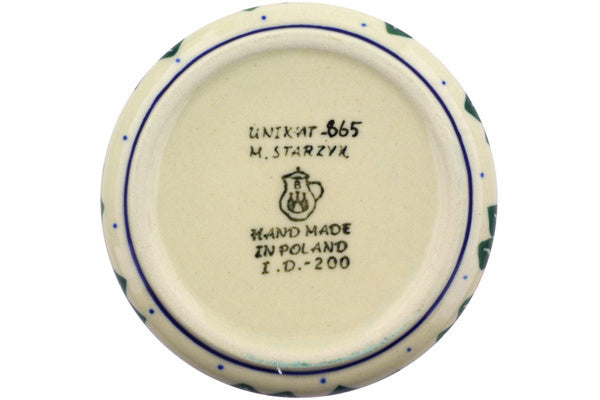 UNIKAT-865
M. STARZYK
B
HAND MADE
IN POLAND
I.D.-200